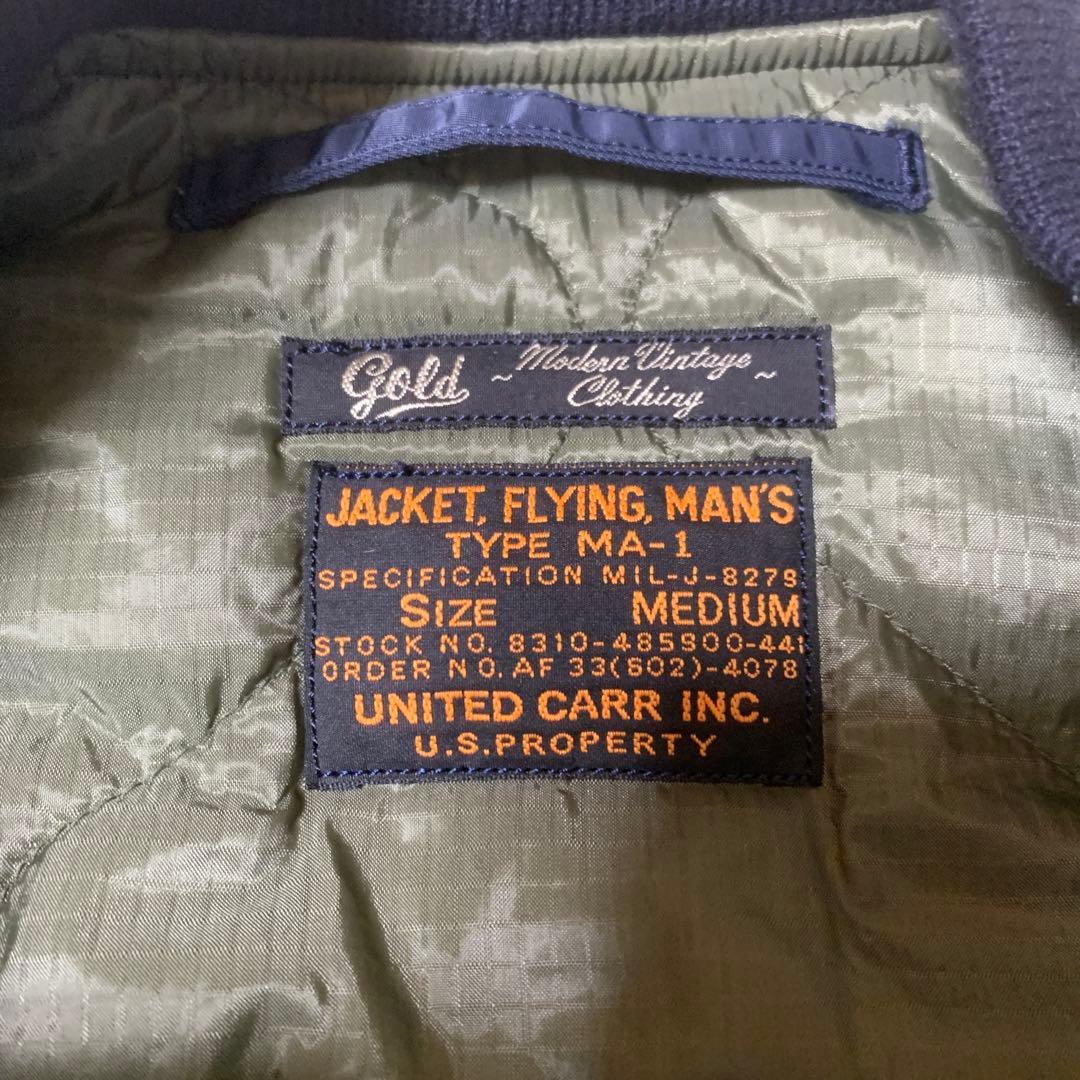 Gold ~ Modern Vintage Clothing ~
JACKET, FLYING, MAN'S
TYPE MA-1
SPECIFICATION MIL-J-8279
SIZE MEDIUM
STOCK NO. 8310-485900-441
ORDER NO. AF 33(602)-4078
UNITED CARR INC.
U.S. PROPERTY